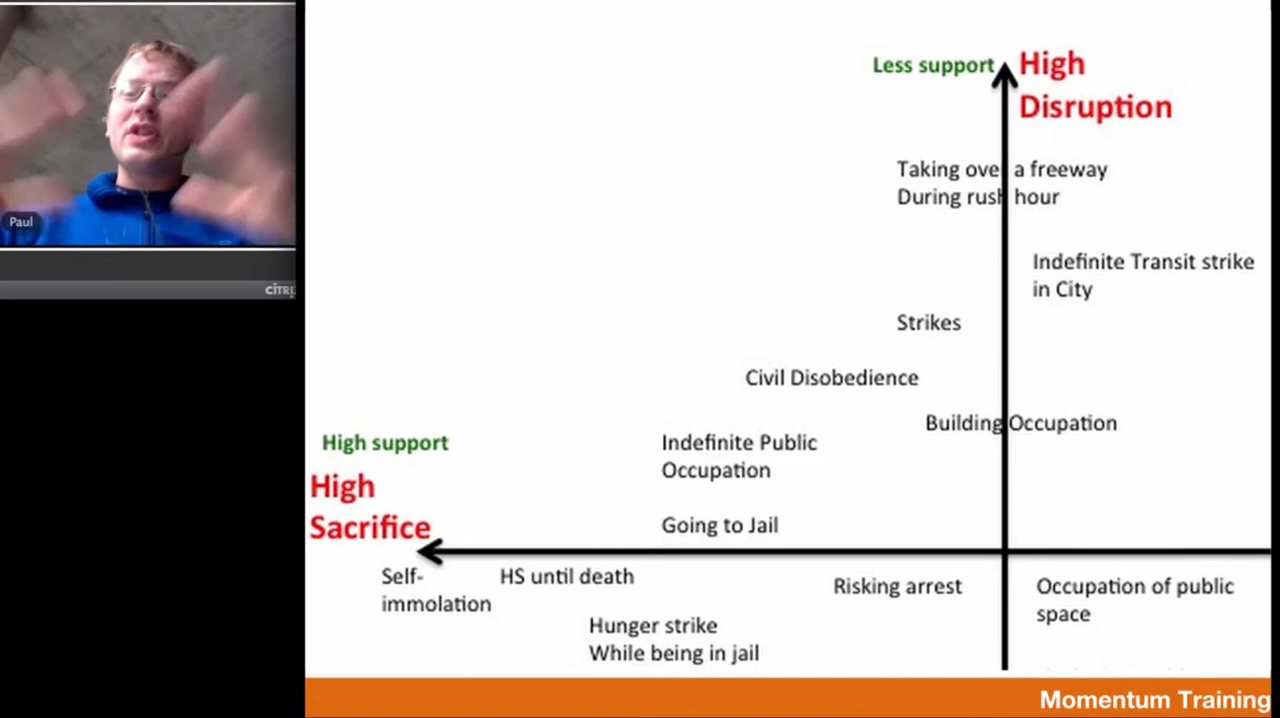 Paul
CİTRI
Less support
High
Disruption
Taking over a freeway
During rush hour
Indefinite Transit strike
in City
Strikes
Civil Disobedience
Building Occupation
High support
Indefinite Public
Occupation
High
Sacrifice
Going to Jail
Self-
immolation
HS until death
Risking arrest
Occupation of public
space
Hunger strike
While being in jail
Momentum Training